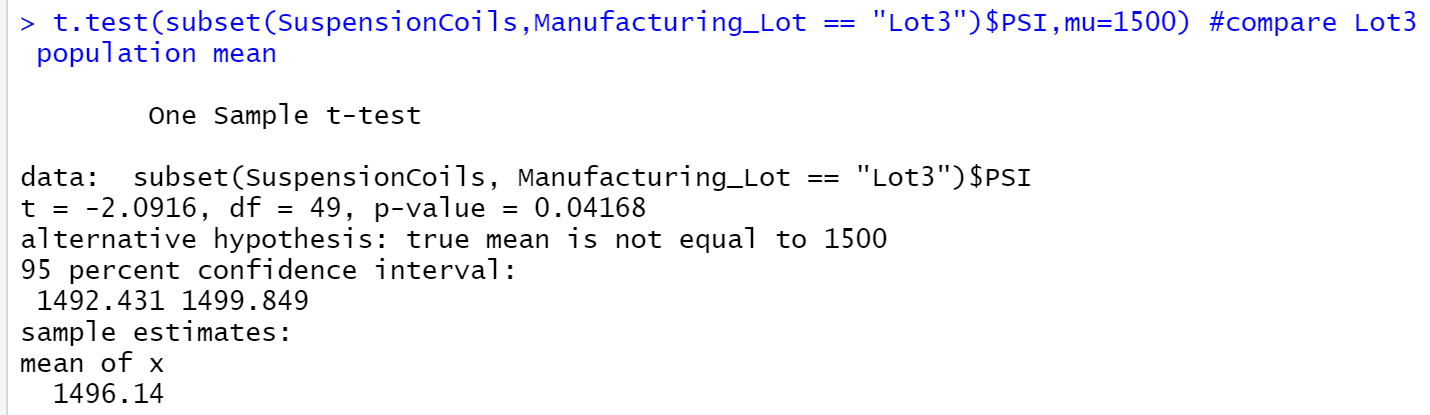 > t.test(subset(SuspensionCoils,Manufacturing_Lot == "Lot3")$PSI,mu=1500) #compare Lot3
population mean
One Sample t-test
data:  subset(SuspensionCoils, Manufacturing_Lot == "Lot3")$PSI
t = -2.0916, df = 49, p-value = 0.04168
alternative hypothesis: true mean is not equal to 1500
95 percent confidence interval:
1492.431 1499.849
sample estimates:
mean of x
1496.14